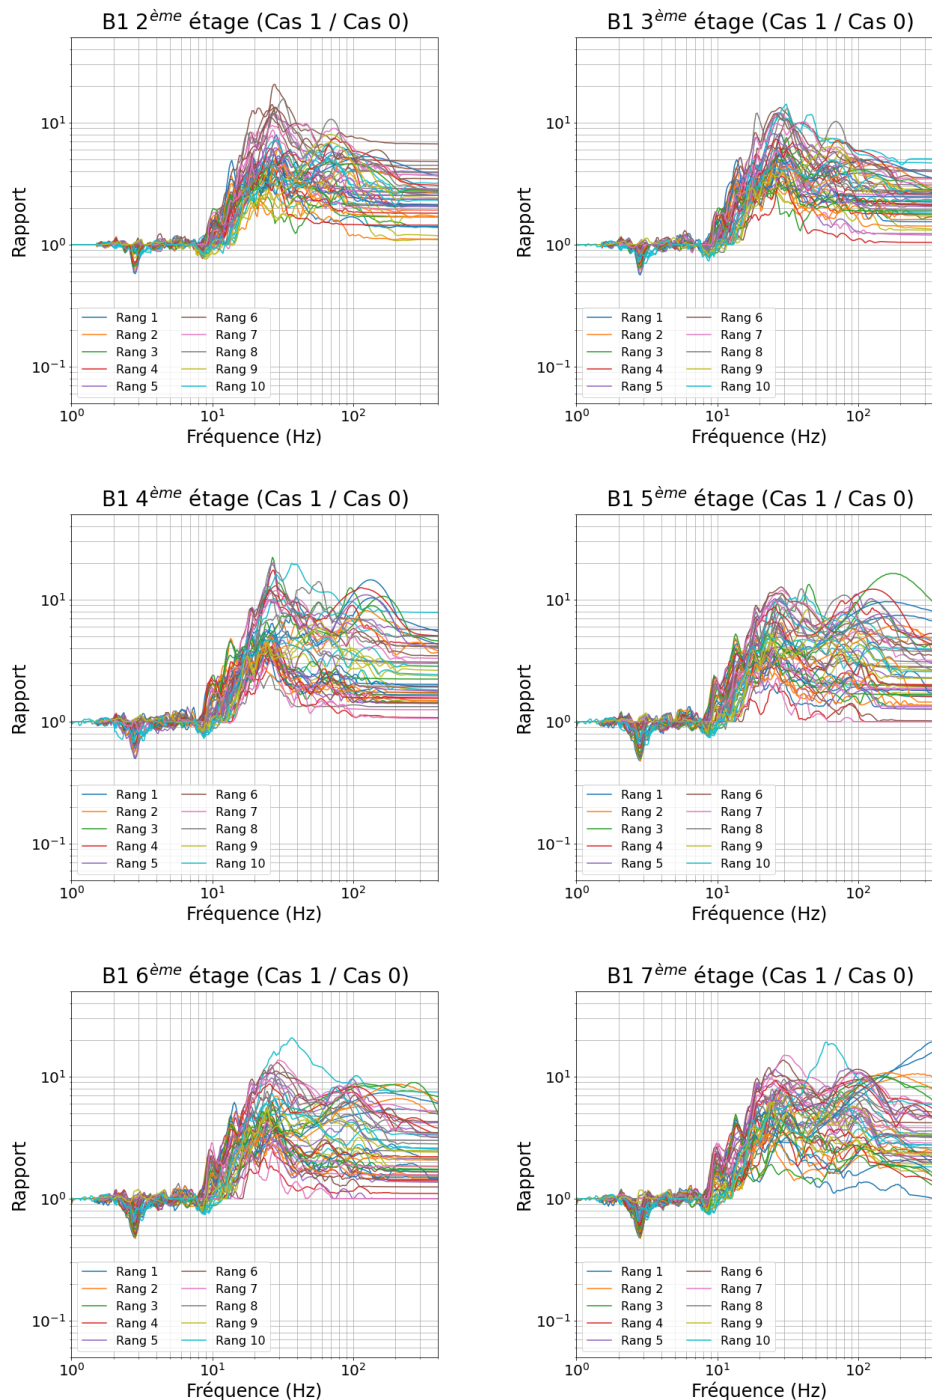 B1 2ème étage (Cas 1 / Cas 0)
Rapport
10¹
10⁰
10⁻¹
Rang 1
Rang 2
Rang 3
Rang 4
Rang 5
Rang 6
Rang 7
Rang 8
Rang 9
Rang 10
10⁰
10¹
10²
Fréquence (Hz)
B1 3ème étage (Cas 1 / Cas 0)
Rapport
10¹
10⁰
10⁻¹
Rang 1
Rang 2
Rang 3
Rang 4
Rang 5
Rang 6
Rang 7
Rang 8
Rang 9
Rang 10
10⁰
10¹
10²
Fréquence (Hz)
B1 4ème étage (Cas 1 / Cas 0)
Rapport
10¹
10⁰
10⁻¹
Rang 1
Rang 2
Rang 3
Rang 4
Rang 5
Rang 6
Rang 7
Rang 8
Rang 9
Rang 10
10⁰
10¹
10²
Fréquence (Hz)
B1 5ème étage (Cas 1 / Cas 0)
Rapport
10¹
10⁰
10⁻¹
Rang 1
Rang 2
Rang 3
Rang 4
Rang 5
Rang 6
Rang 7
Rang 8
Rang 9
Rang 10
10⁰
10¹
10²
Fréquence (Hz)
B1 6ème étage (Cas 1 / Cas 0)
Rapport
10¹
10⁰
10⁻¹
Rang 1
Rang 2
Rang 3
Rang 4
Rang 5
Rang 6
Rang 7
Rang 8
Rang 9
Rang 10
10⁰
10¹
10²
Fréquence (Hz)
B1 7ème étage (Cas 1 / Cas 0)
Rapport
10¹
10⁰
10⁻¹
Rang 1
Rang 2
Rang 3
Rang 4
Rang 5
Rang 6
Rang 7
Rang 8
Rang 9
Rang 10
10⁰
10¹
10²
Fréquence (Hz)